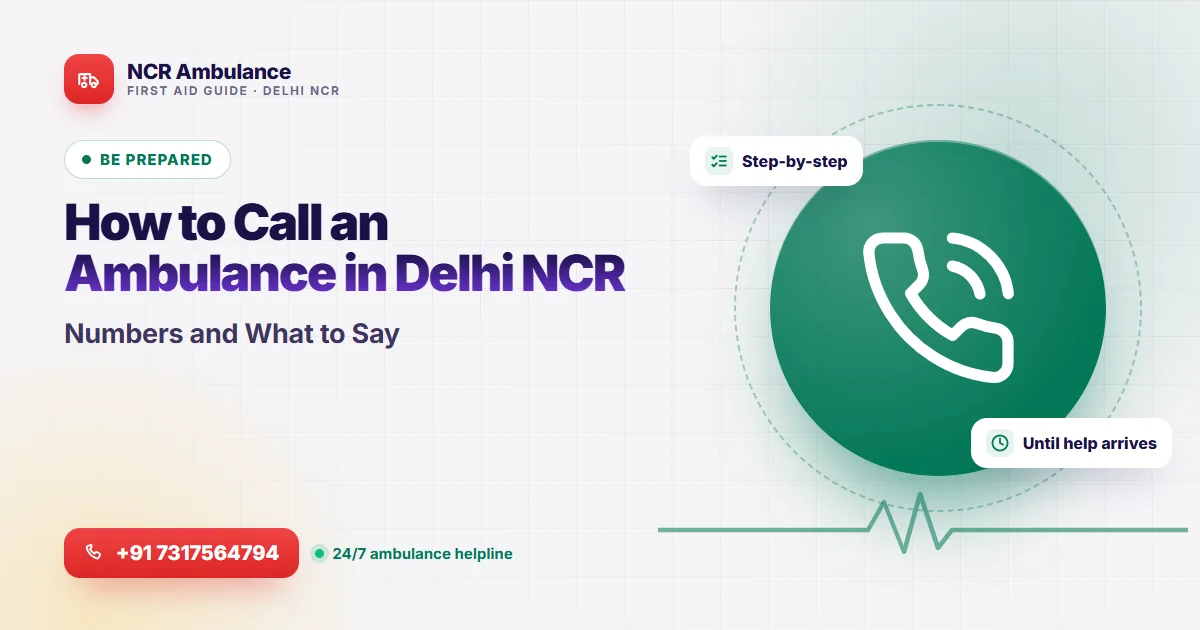 NCR Ambulance
FIRST AID GUIDE · DELHI NCR
BE PREPARED
How to Call an
Ambulance in Delhi NCR
Numbers and What to Say
Step-by-step
Until help arrives
+91 7317564794
24/7 ambulance helpline